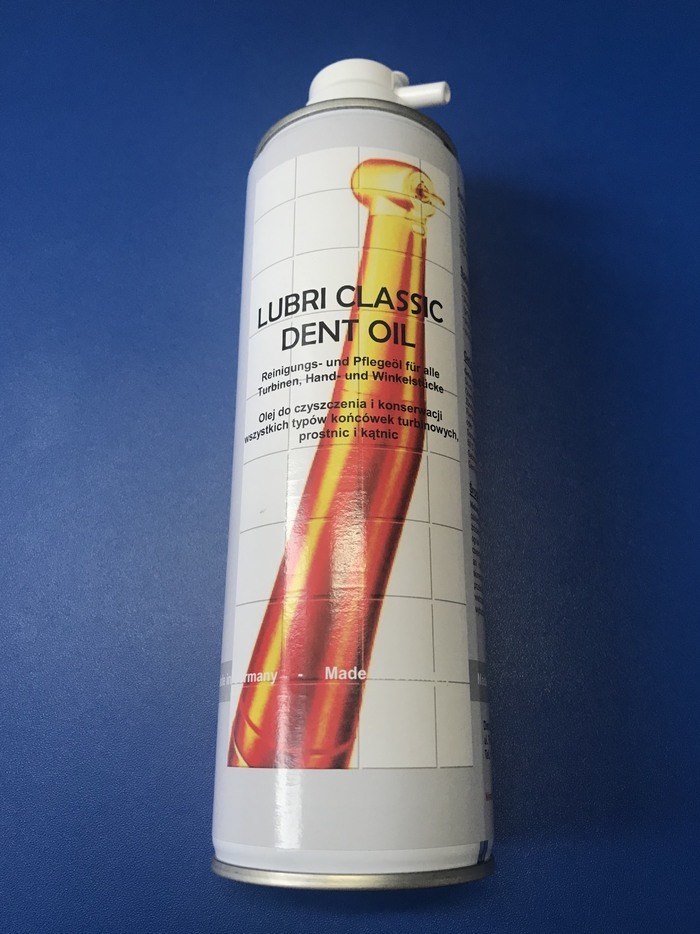 LUBRI CLASSIC
DENT OIL
Reinigungs- und Pflegeöl für alle
Turbinen, Hand- und Winkelstücke
Olej do czyszczenia i konserwacji
wszystkich typów końcówek turbinowych,
prostnic i kątnic
Made